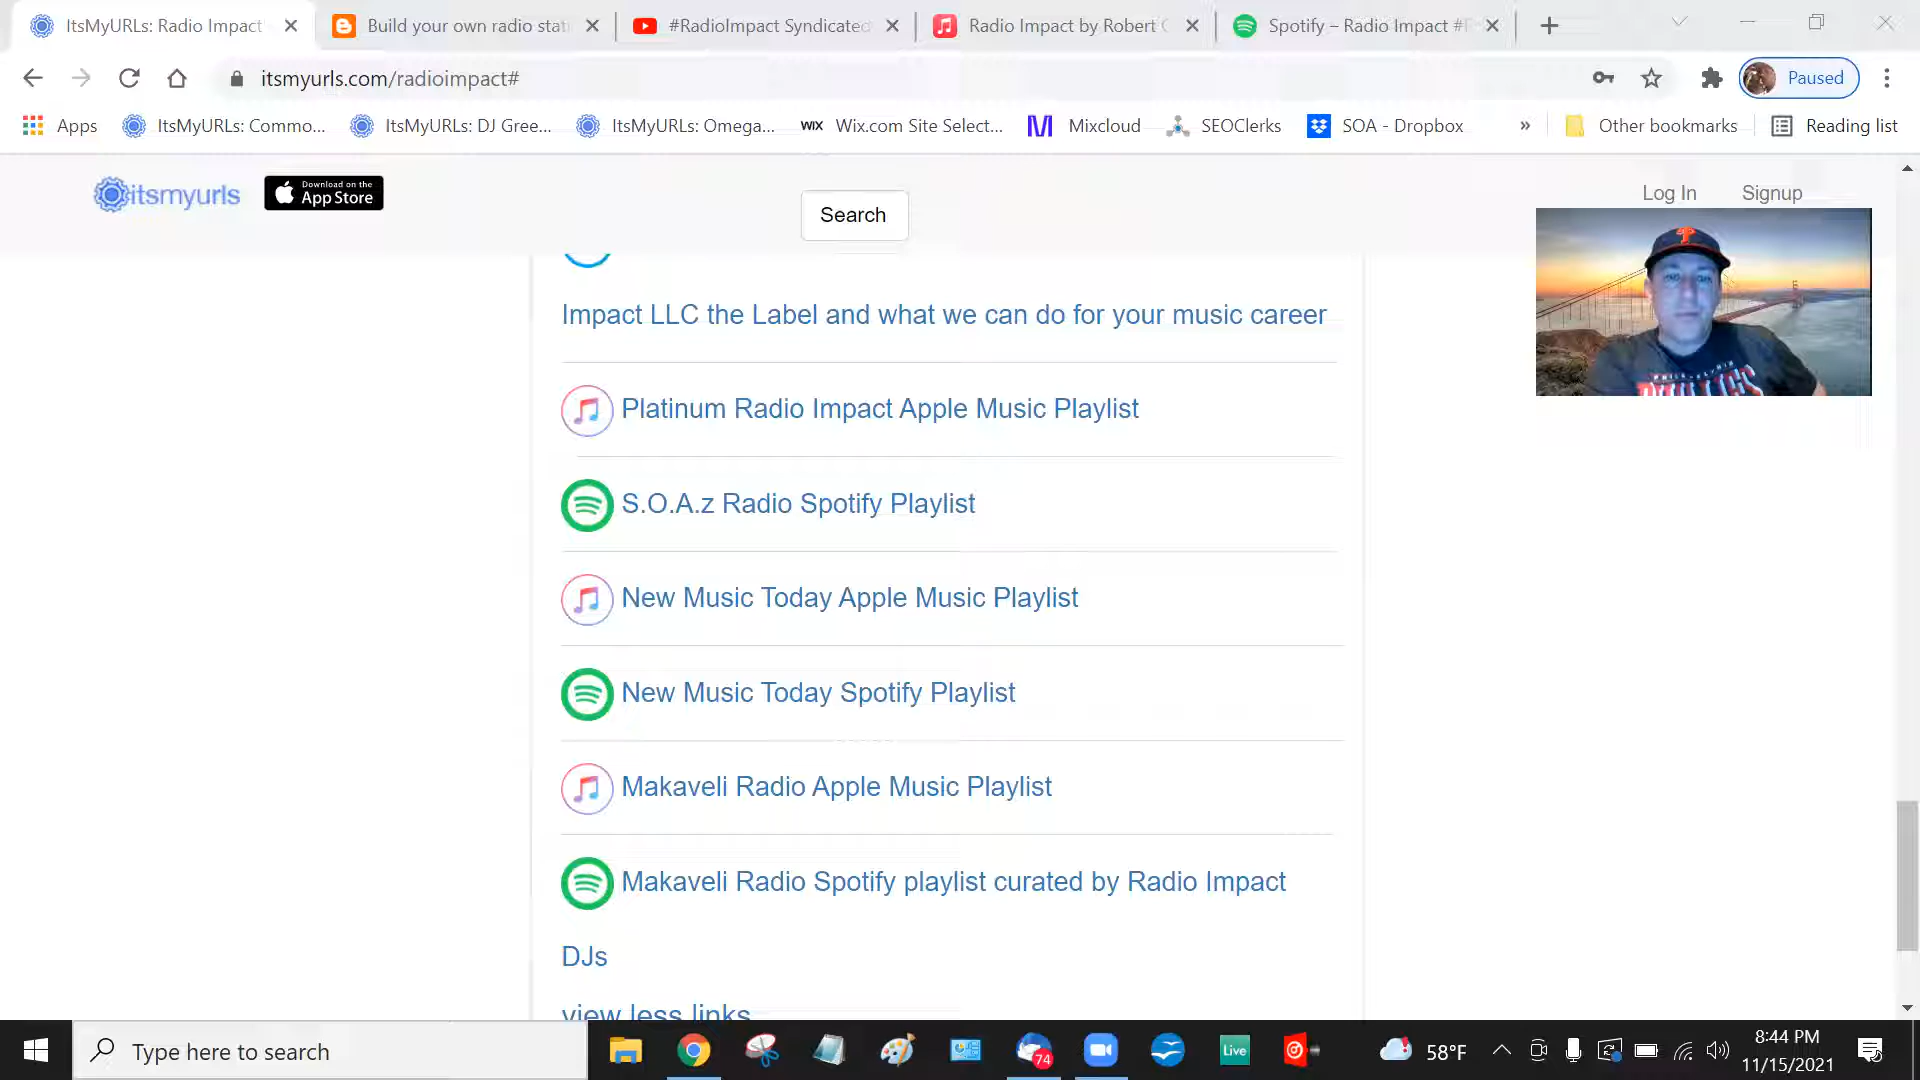 ItsMyURLs: Radio Impact
Build your own radio stati
#RadioImpact Syndicated
Radio Impact by Robert
Spotify – Radio Impact
itsmyurls.com/radioimpact#
Paused
Apps
ItsMyURLs: Commo...
ItsMyURLs: DJ Gree...
ItsMyURLs: Omega...
WIX Wix.com Site Select...
Mixcloud
SEOClerks
SOA - Dropbox
»
Other bookmarks
Reading list
itsmyurls
Download on the
App Store
Search
Log In
Signup
Impact LLC the Label and what we can do for your music career
Platinum Radio Impact Apple Music Playlist
S.O.A.z Radio Spotify Playlist
New Music Today Apple Music Playlist
New Music Today Spotify Playlist
Makaveli Radio Apple Music Playlist
Makaveli Radio Spotify playlist curated by Radio Impact
DJs
view less links
Type here to search
74
Live
58°F
8:44 PM
11/15/2021